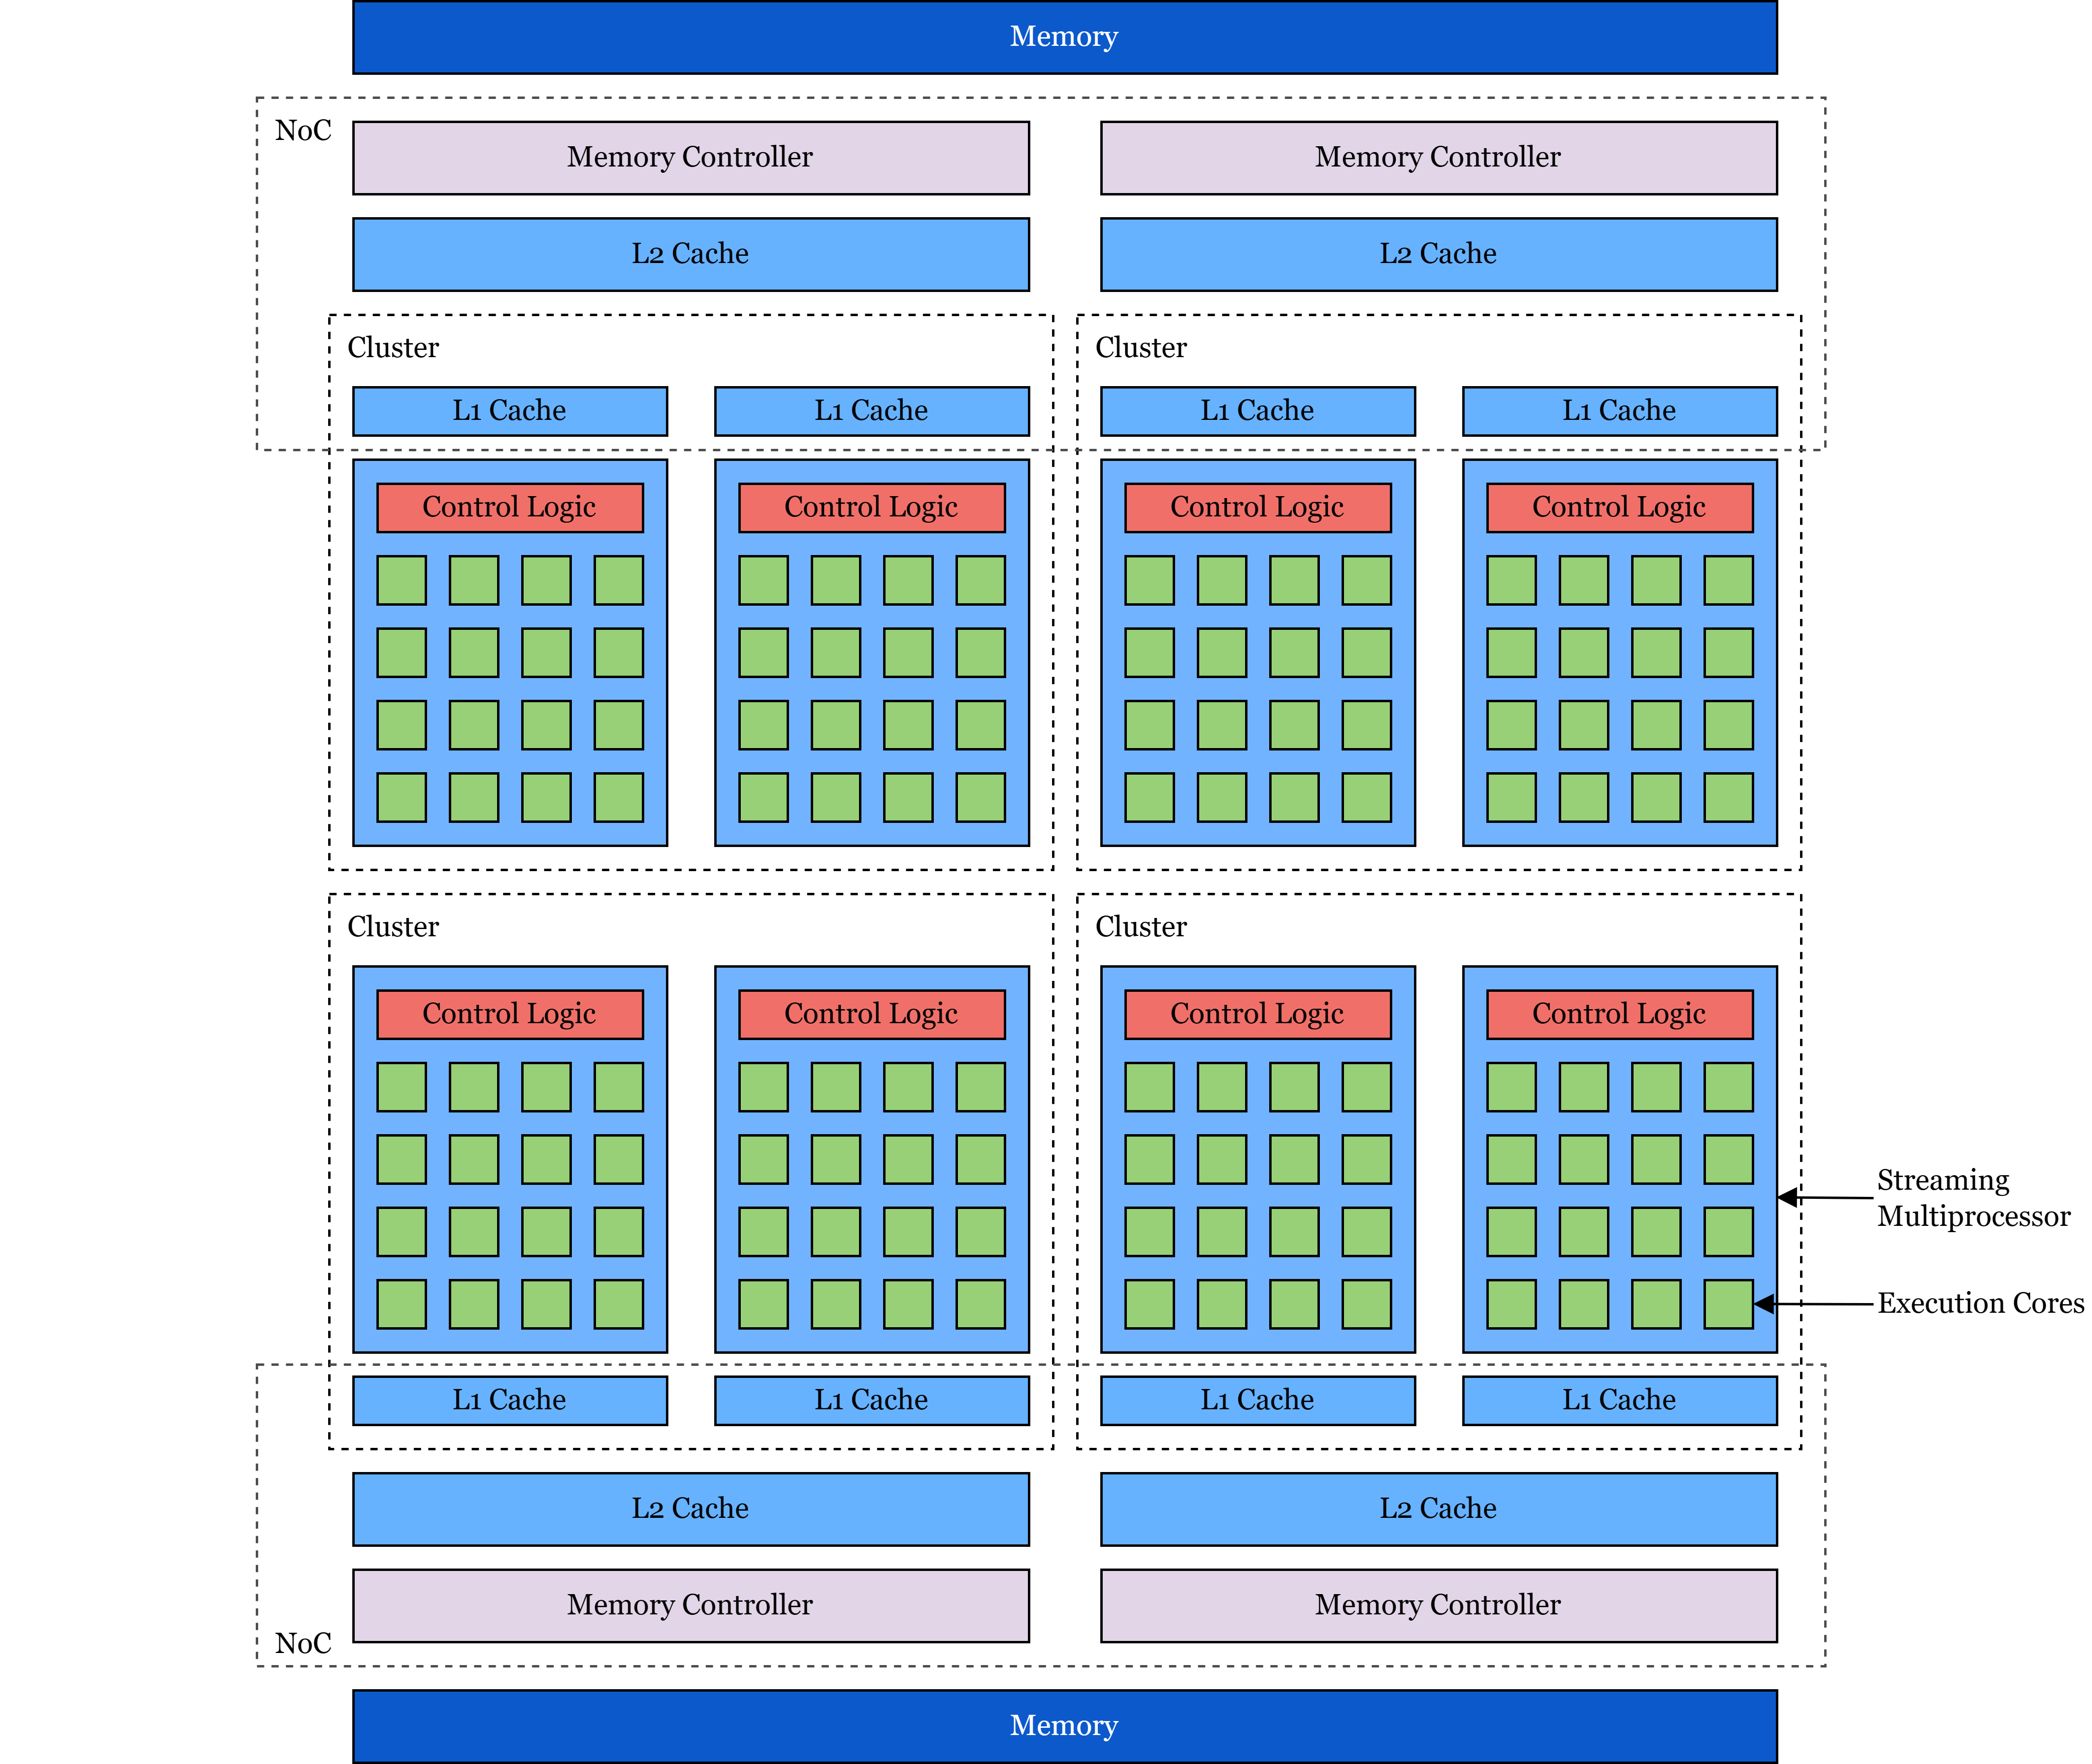 Memory
NoC
Memory Controller
Memory Controller
L2 Cache
L2 Cache
Cluster
Cluster
L1 Cache
L1 Cache
L1 Cache
L1 Cache
Control Logic
Control Logic
Control Logic
Control Logic
Cluster
Cluster
Control Logic
Control Logic
Control Logic
Control Logic
Streaming
Multiprocessor
Execution Cores
L1 Cache
L1 Cache
L1 Cache
L1 Cache
L2 Cache
L2 Cache
Memory Controller
Memory Controller
NoC
Memory